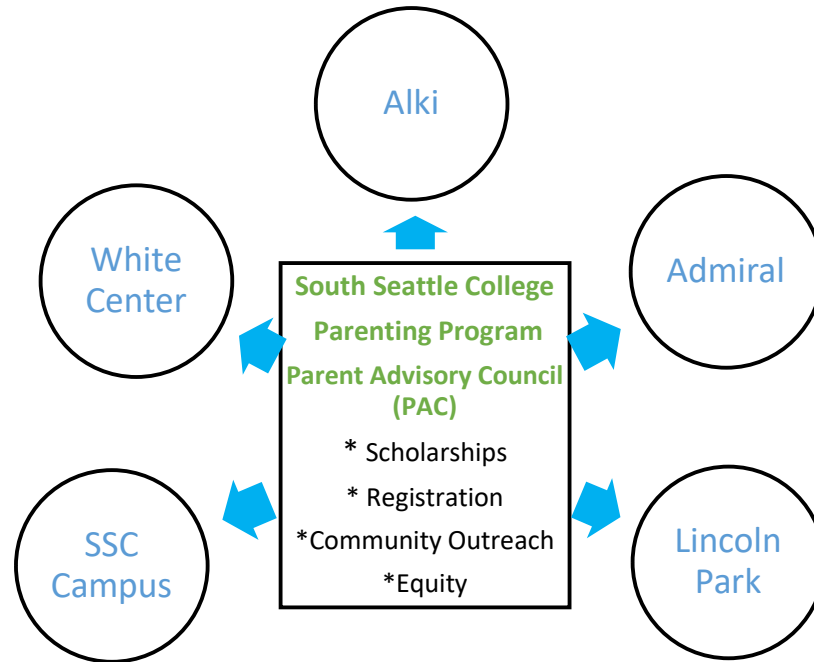 Alki
White
Center
Admiral
South Seattle College
Parenting Program
Parent Advisory Council
(PAC)
* Scholarships
* Registration
*Community Outreach
*Equity
SSC
Campus
Lincoln
Park